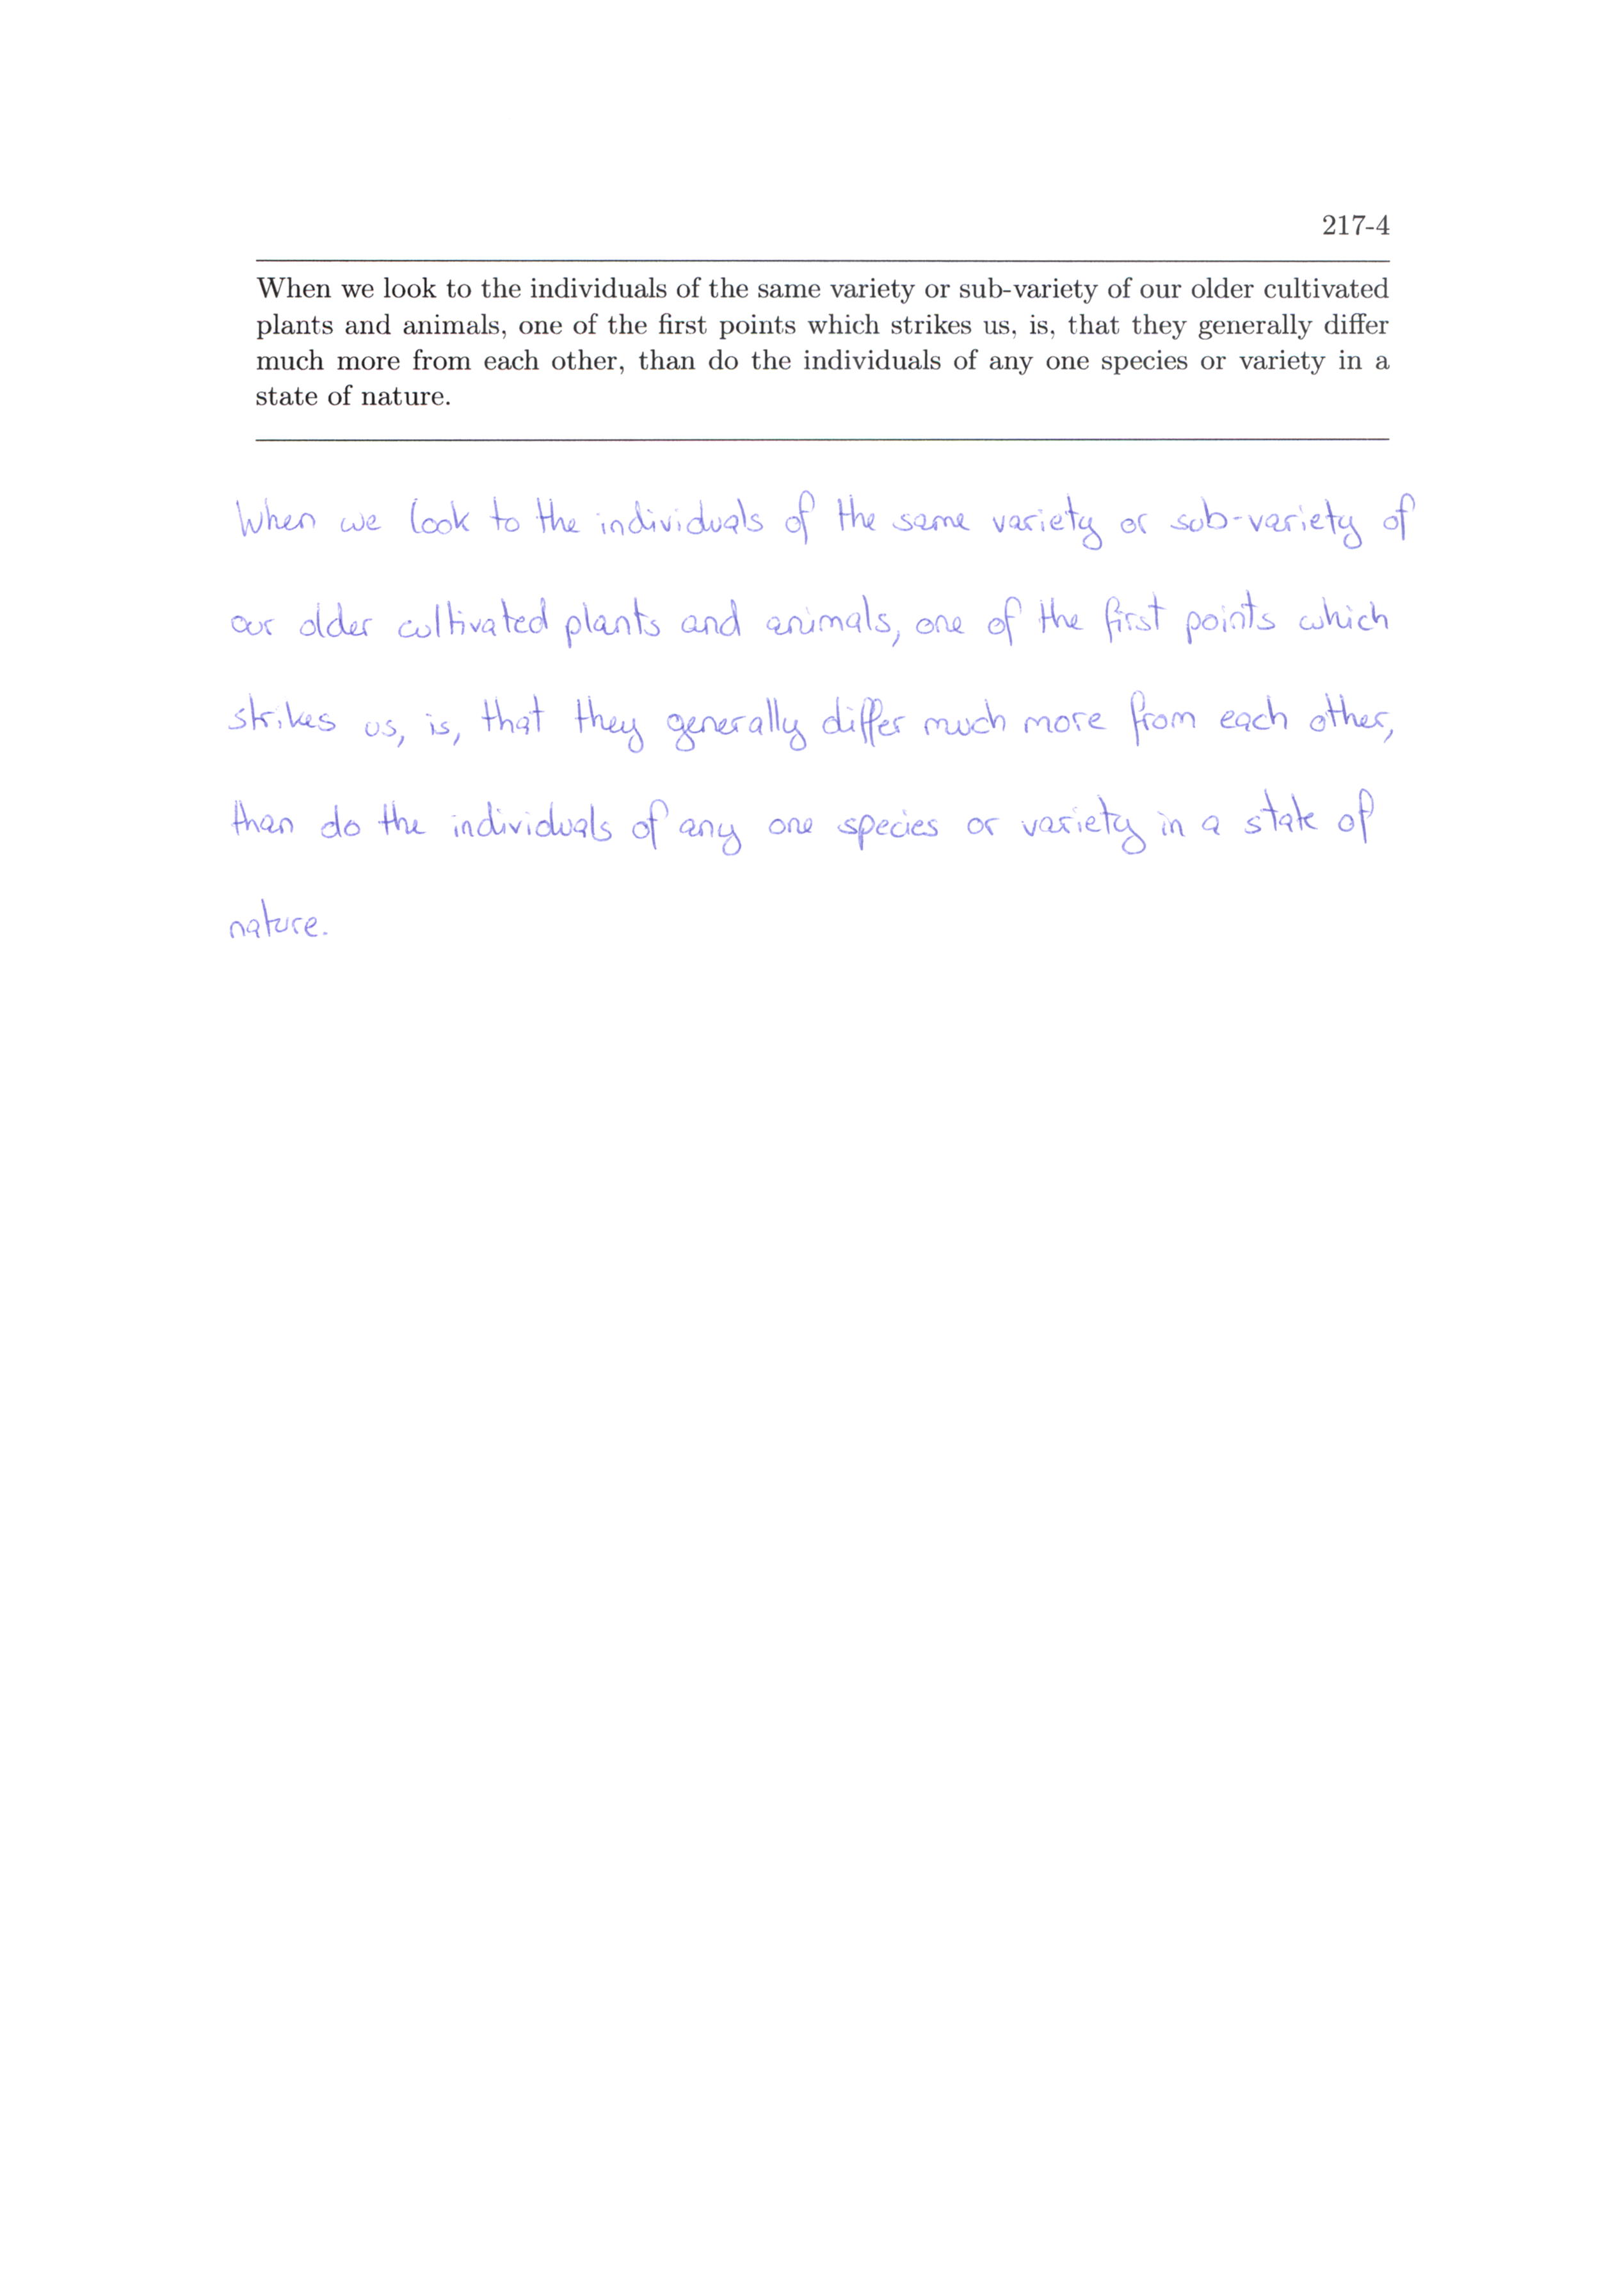 217-4
When we look to the individuals of the same variety or sub-variety of our older cultivated
plants and animals, one of the first points which strikes us, is, that they generally differ
much more from each other, than do the individuals of any one species or variety in a
state of nature.
When we look to the individuals of the same variety or sub-variety of
our older cultivated plants and animals, one of the first points which
strikes us, is, that they generally differ much more from each other,
than do the individuals of any one species or variety in a state of
nature.